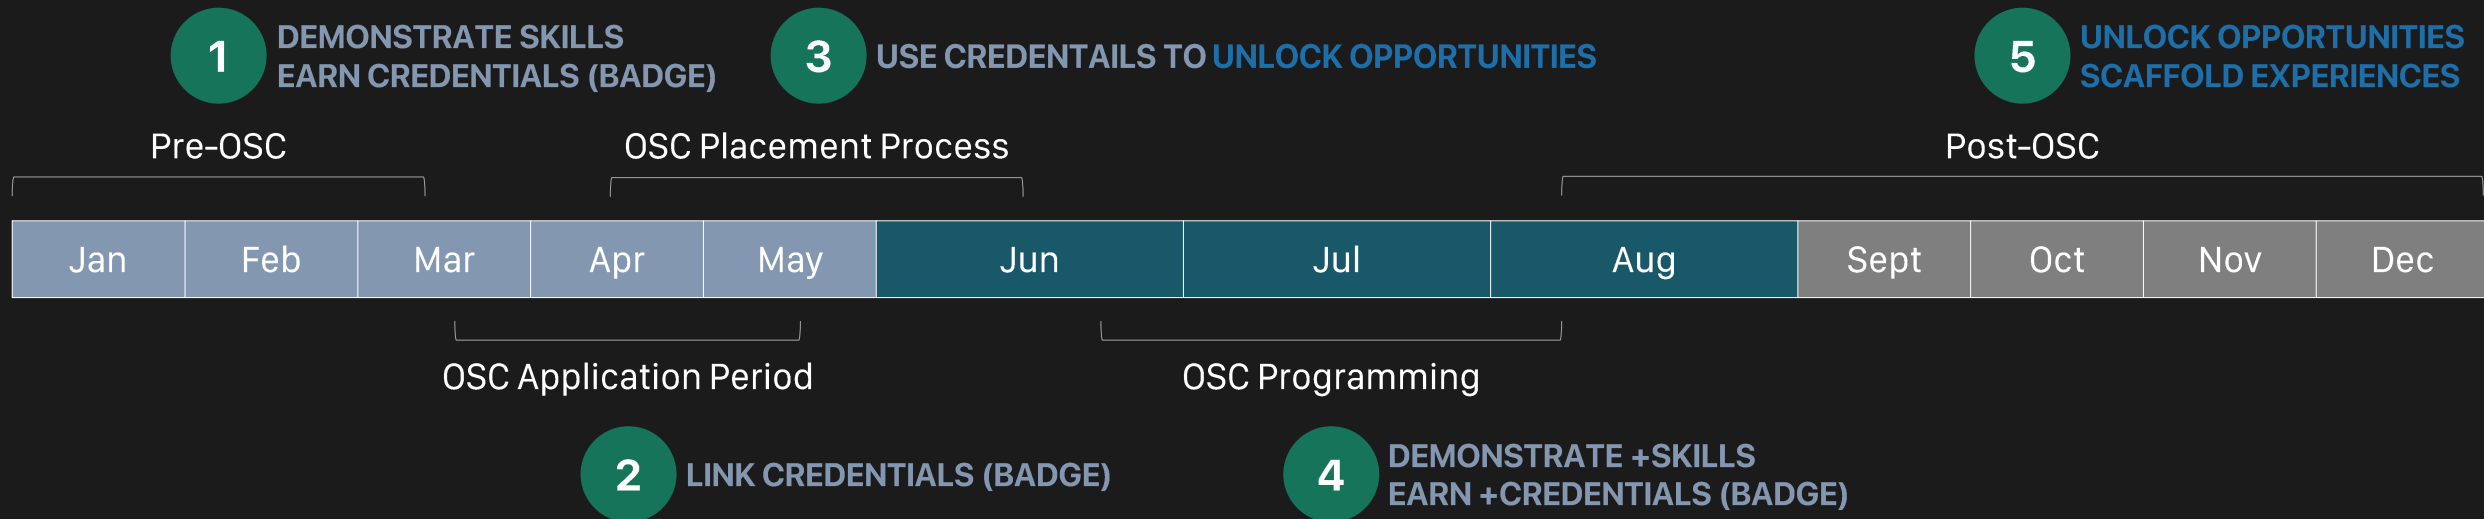 1
DEMONSTRATE SKILLS
EARN CREDENTIALS (BADGE)
3
USE CREDENTAILS TO UNLOCK OPPORTUNITIES
5
UNLOCK OPPORTUNITIES
SCAFFOLD EXPERIENCES
Pre-OSC
OSC Placement Process
Post-OSC
Jan Feb Mar Apr May Jun Jul Aug Sept Oct Nov Dec
OSC Application Period
OSC Programming
2
LINK CREDENTIALS (BADGE)
4
DEMONSTRATE +SKILLS
EARN +CREDENTIALS (BADGE)